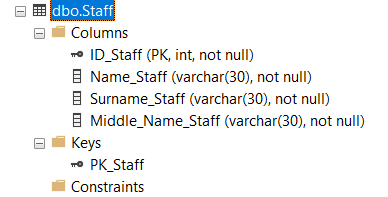 dbo.Staff
Columns
ID_Staff (PK, int, not null)
Name_Staff (varchar(30), not null)
Surname_Staff (varchar(30), not null)
Middle_Name_Staff (varchar(30), not null)
Keys
PK_Staff
Constraints